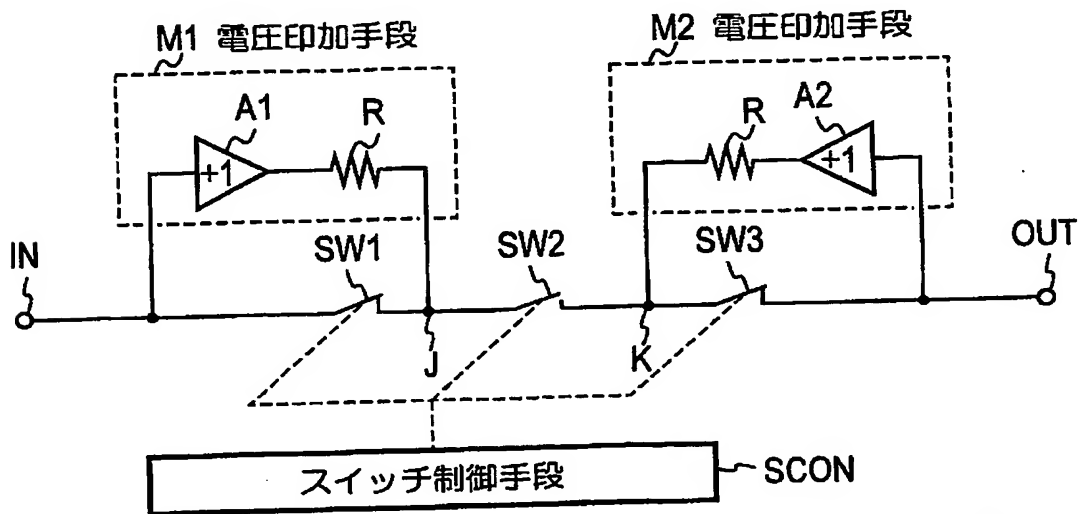 M1 電圧印加手段
M2 電圧印加手段
A1
R
+1
R
A2
+1
IN
SW1
SW2
SW3
OUT
J
K
スイッチ制御手段
SCON